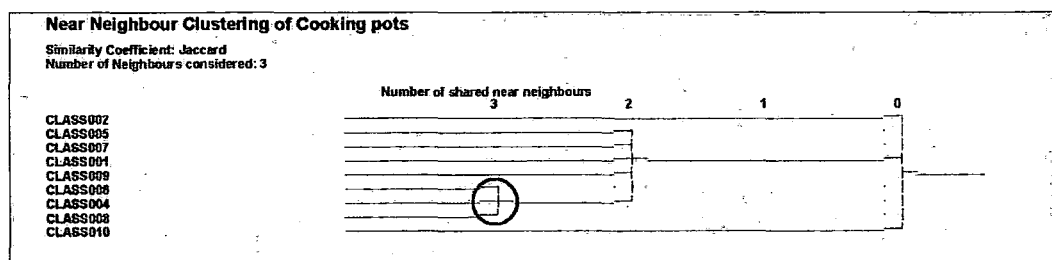 Near Neighbour Clustering of Cooking pots
Similarity Coefficient: Jaccard
Number of Neighbours considered: 3
Number of shared near neighbours
3 2 1 0
CLASS002
CLASS005
CLASS007
CLASS001
CLASS009
CLASS006
CLASS004
CLASS008
CLASS010